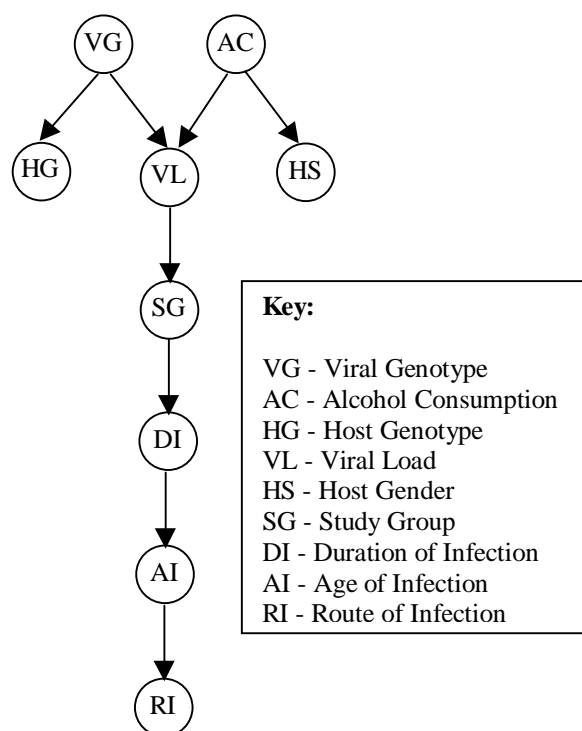 VG AC
HG VL HS
SG
DI
AI
RI
Key:
VG - Viral Genotype
AC - Alcohol Consumption
HG - Host Genotype
VL - Viral Load
HS - Host Gender
SG - Study Group
DI - Duration of Infection
AI - Age of Infection
RI - Route of Infection